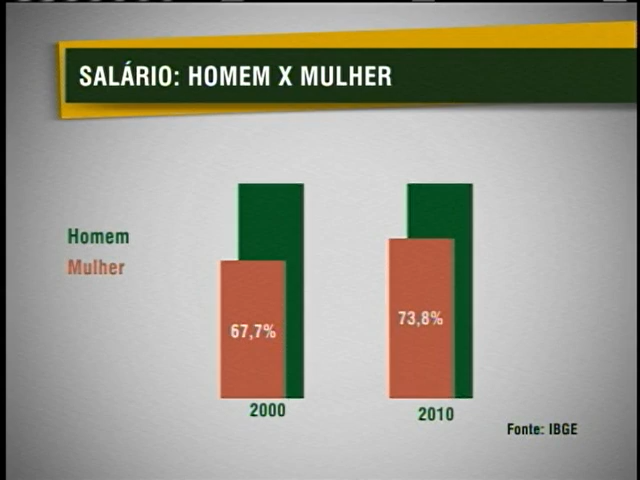 SALÁRIO: HOMEM X MULHER
Homem
Mulher
67,7%
73,8%
2000
2010
Fonte: IBGE